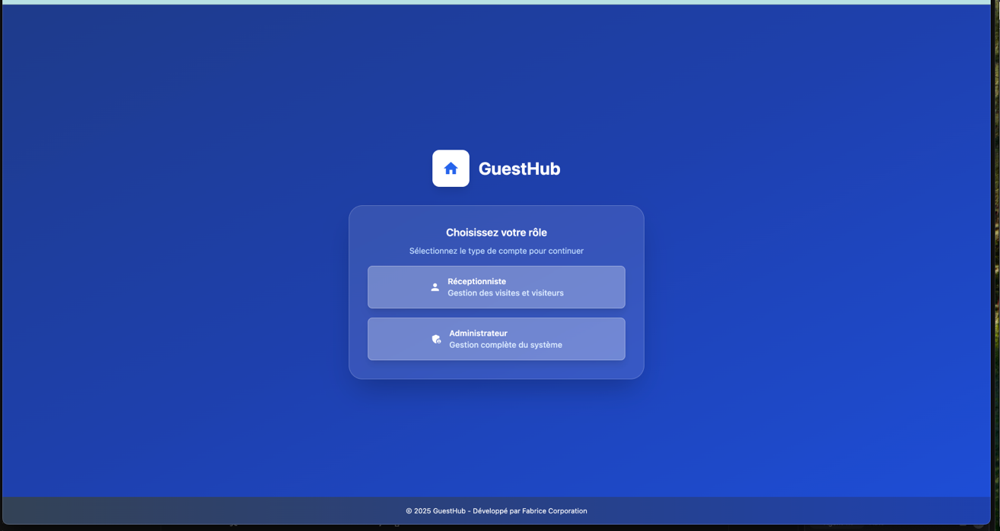 GuestHub
Choisissez votre rôle
Sélectionnez le type de compte pour continuer
Réceptionniste
Gestion des visites et visiteurs
Administrateur
Gestion complète du système
© 2025 GuestHub - Développé par Fabrice Corporation